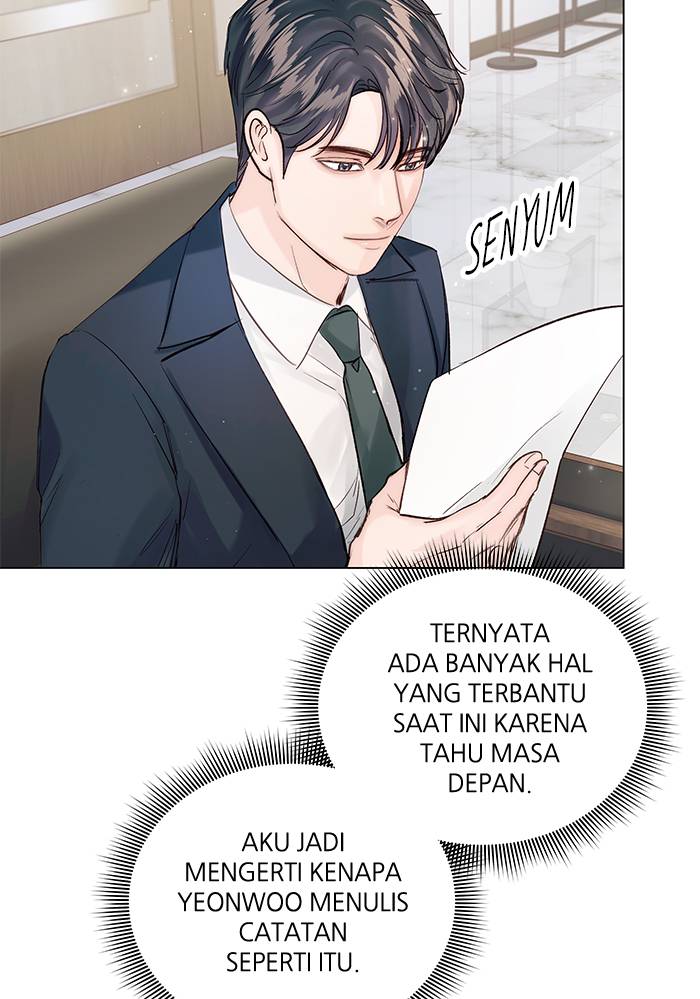 SENYUM
TERNYATA
ADA BANYAK HAL
YANG TERBANTU
SAAT INI KARENA
TAHU MASA
DEPAN.
AKU JADI
MENGERTI KENAPA
YEONWOO MENULIS
CATATAN
SEPERTI ITU.